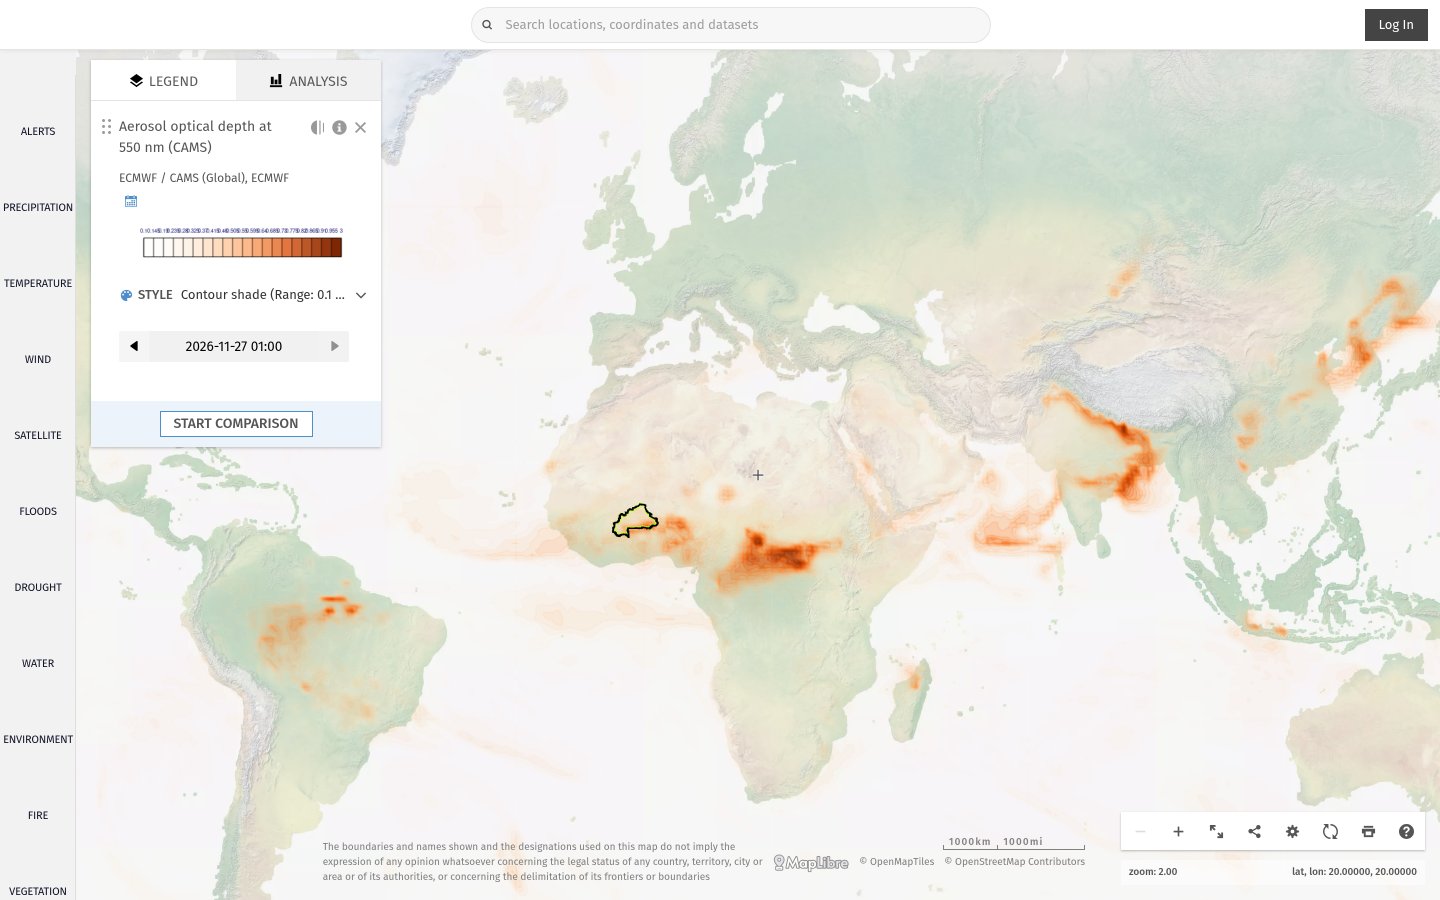 Search locations, coordinates and datasets
Log In
LEGEND
ANALYSIS
ALERTS
PRECIPITATION
TEMPERATURE
WIND
SATELLITE
FLOODS
DROUGHT
WATER
ENVIRONMENT
FIRE
VEGETATION
Aerosol optical depth at
550 nm (CAMS)
ECMWF / CAMS (Global), ECMWF
STYLE Contour shade (Range: 0.1 ...
2026-11-27 01:00
START COMPARISON
The boundaries and names shown and the designations used on this map do not imply the
expression of any opinion whatsoever concerning the legal status of any country, territory, city or
area or of its authorities, or concerning the delimitation of its frontiers or boundaries
MapLibre
© OpenMapTiles
© OpenStreetMap Contributors
1000km
1000mi
zoom: 2.00
lat, lon: 20.00000, 20.00000